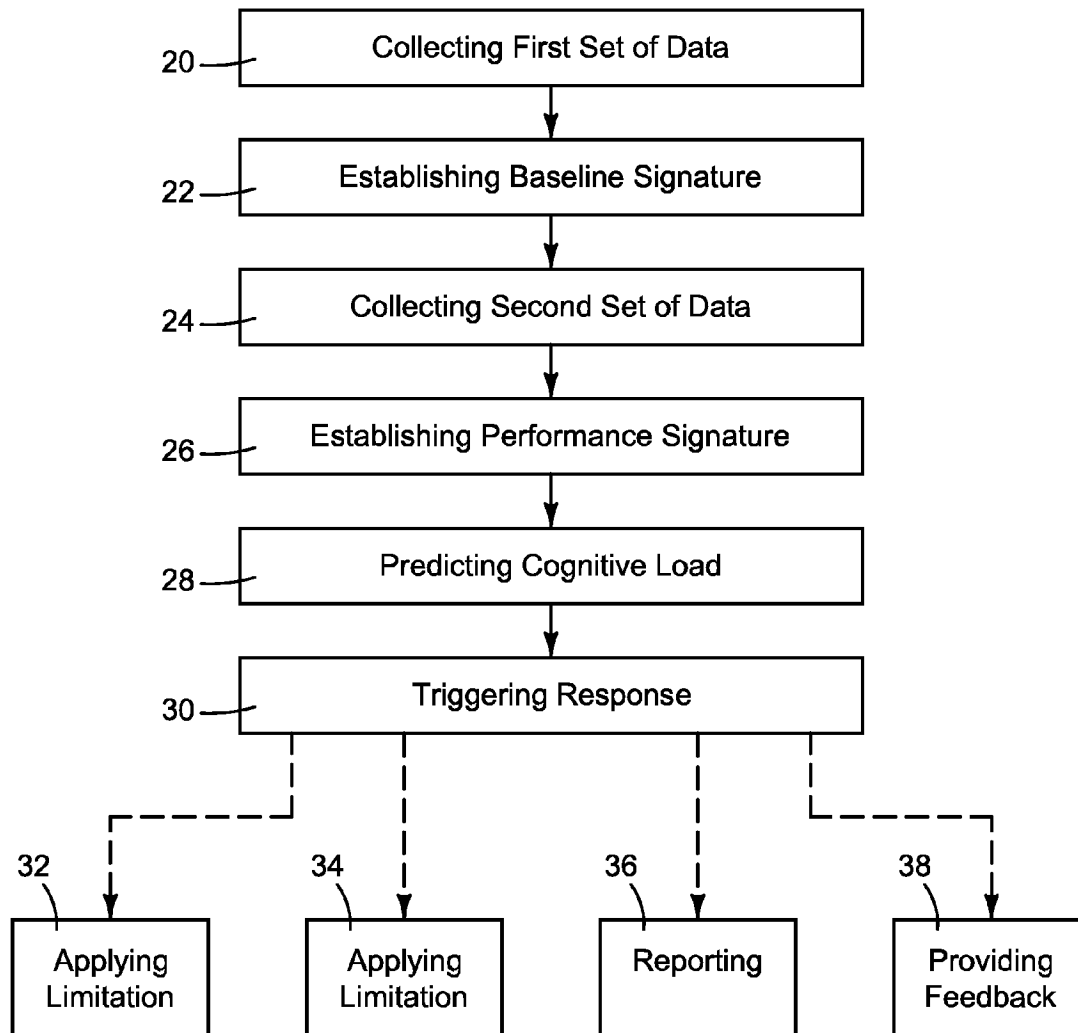 20 Collecting First Set of Data
22 Establishing Baseline Signature
24 Collecting Second Set of Data
26 Establishing Performance Signature
28 Predicting Cognitive Load
30 Triggering Response
32
Applying
Limitation
34
Applying
Limitation
36
Reporting
38
Providing
Feedback